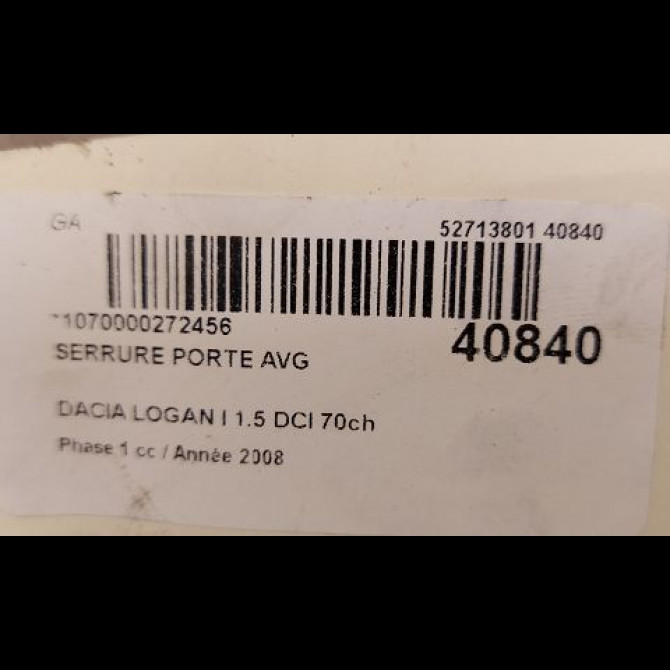 GA
52713801 40840
*1070000272456
40840
SERRURE PORTE AVG
DACIA LOGAN I 1.5 DCI 70ch
Phase 1 cc / Année 2008